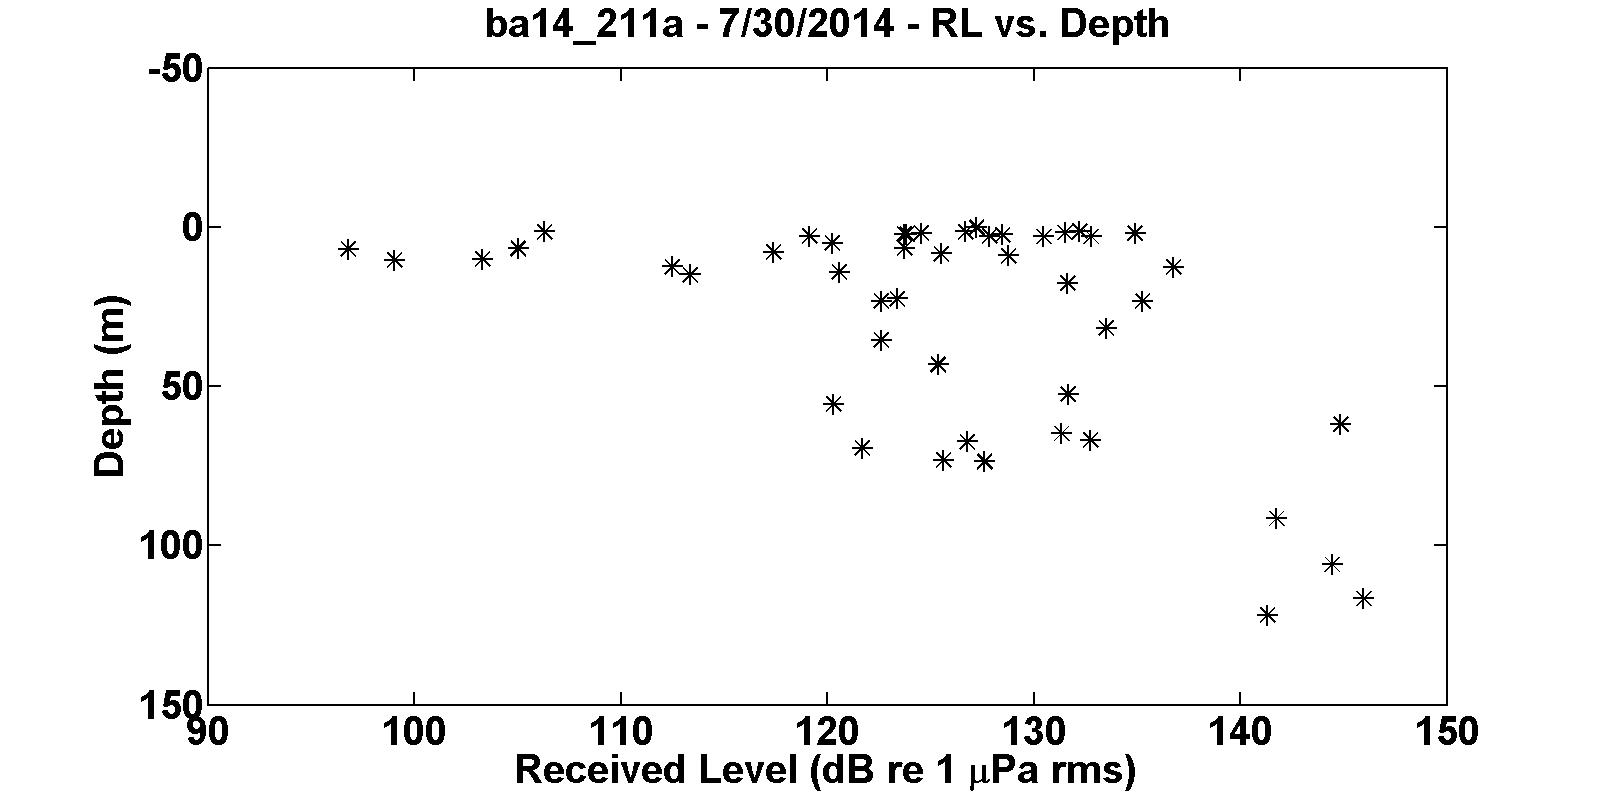 ba14_211a - 7/30/2014 - RL vs. Depth
-50
0
50
100
150
Depth (m)
90 100 110 120 130 140 150
Received Level (dB re 1 μPa rms)